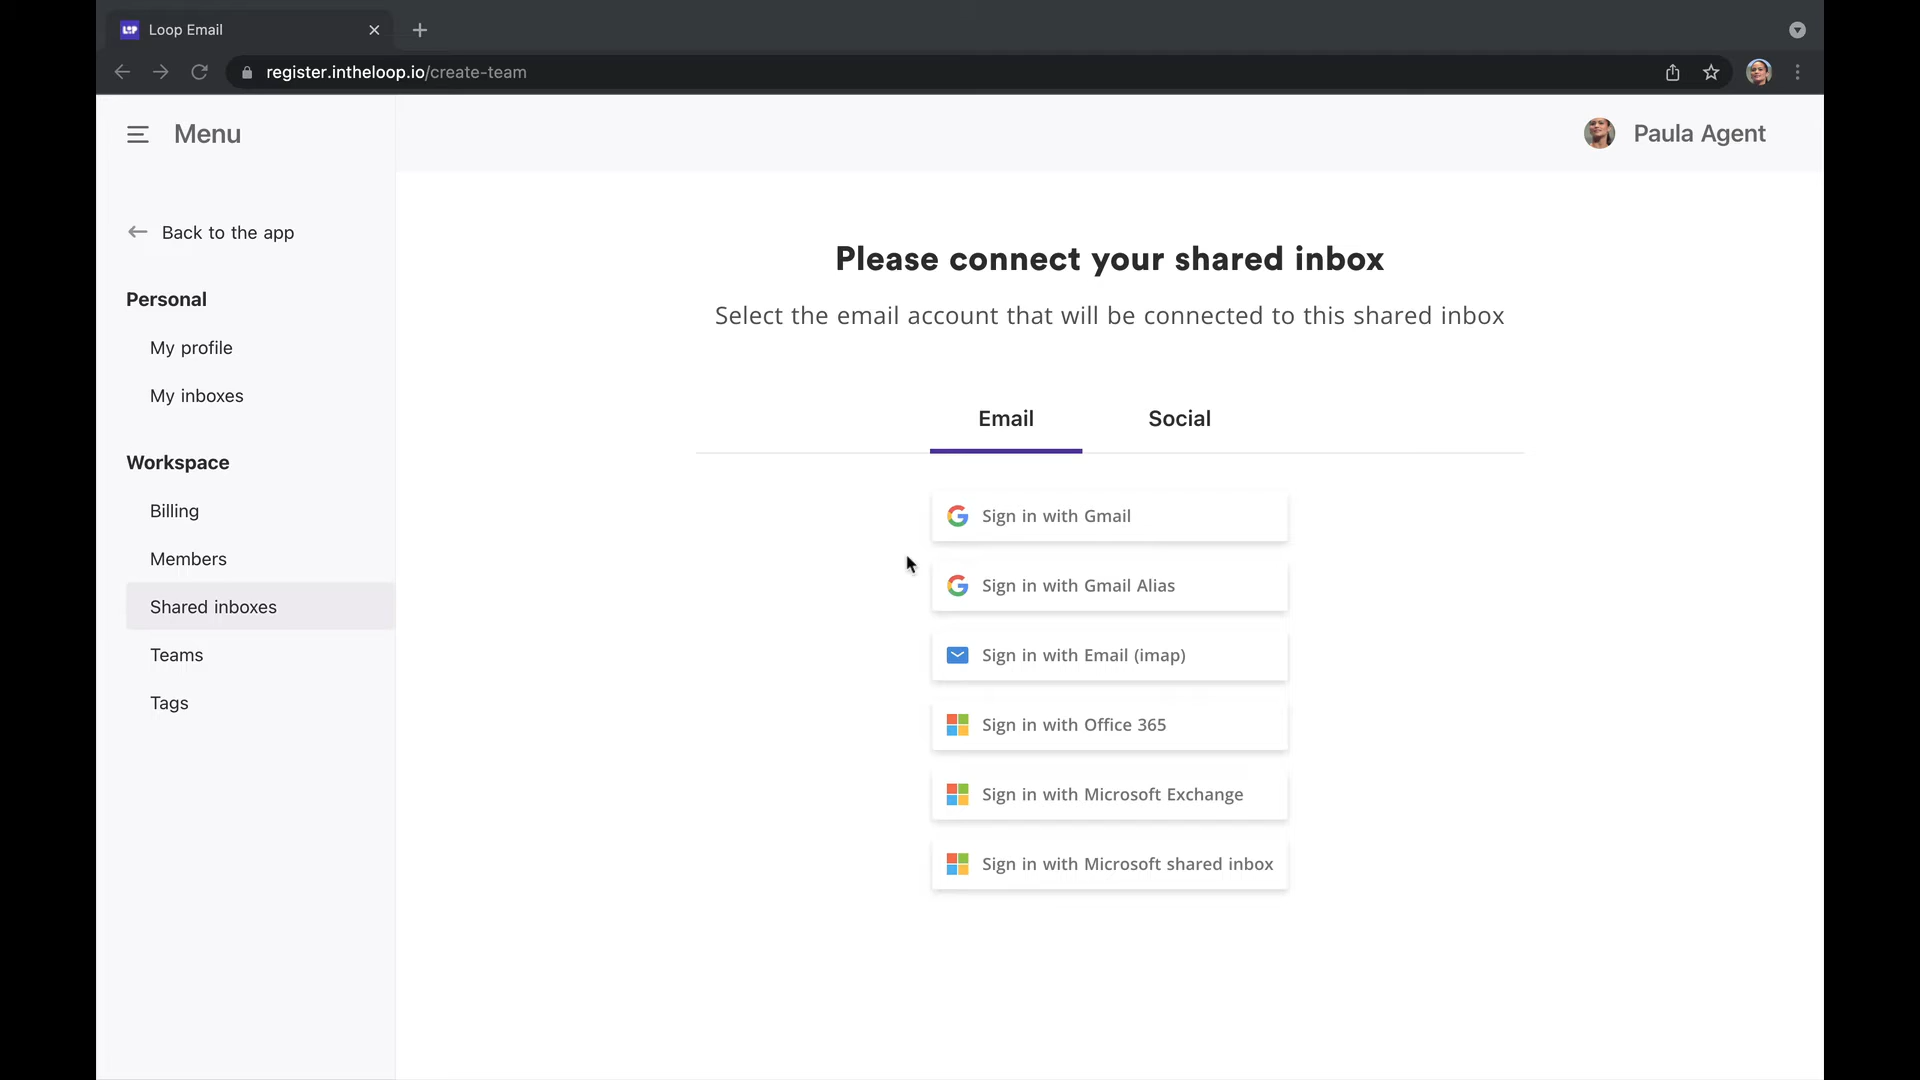 Loop Email
register.intheloop.io/create-team
Menu
Paula Agent
Back to the app
Personal
My profile
My inboxes
Workspace
Billing
Members
Shared inboxes
Teams
Tags
Please connect your shared inbox
Select the email account that will be connected to this shared inbox
Email
Social
Sign in with Gmail
Sign in with Gmail Alias
Sign in with Email (imap)
Sign in with Office 365
Sign in with Microsoft Exchange
Sign in with Microsoft shared inbox